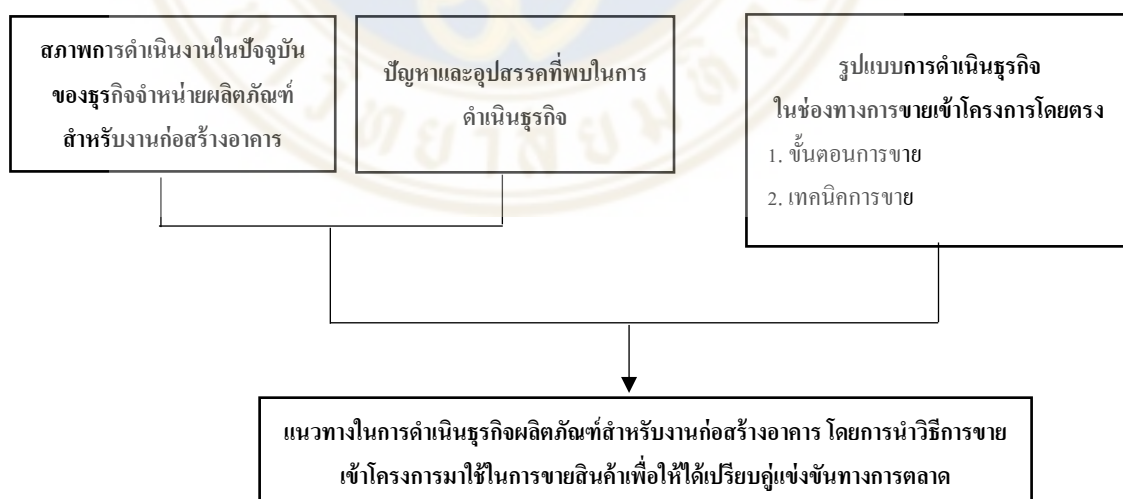 สภาพการดำเนินงานในปัจจุบัน
ของธุรกิจจำหน่ายผลิตภัณฑ์
สำหรับงานก่อสร้างอาคาร
ปัญหาและอุปสรรคที่พบในการ
ดำเนินธุรกิจ
รูปแบบการดำเนินธุรกิจ
ในช่องทางการขายเข้าโครงการโดยตรง
1. ขั้นตอนการขาย
2. เทคนิคการขาย
แนวทางในการดำเนินธุรกิจผลิตภัณฑ์สำหรับงานก่อสร้างอาคาร โดยการนำวิธีการขาย
เข้าโครงการมาใช้ในการขายสินค้าเพื่อให้ได้เปรียบคู่แข่งขันทางการตลาด